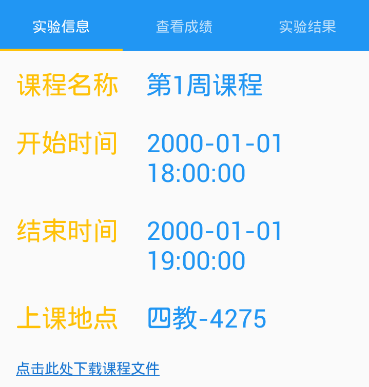 实验信息 查看成绩 实验结果
课程名称 第1周课程
开始时间 2000-01-01
18:00:00
结束时间 2000-01-01
19:00:00
上课地点 四教-4275
点击此处下载课程文件